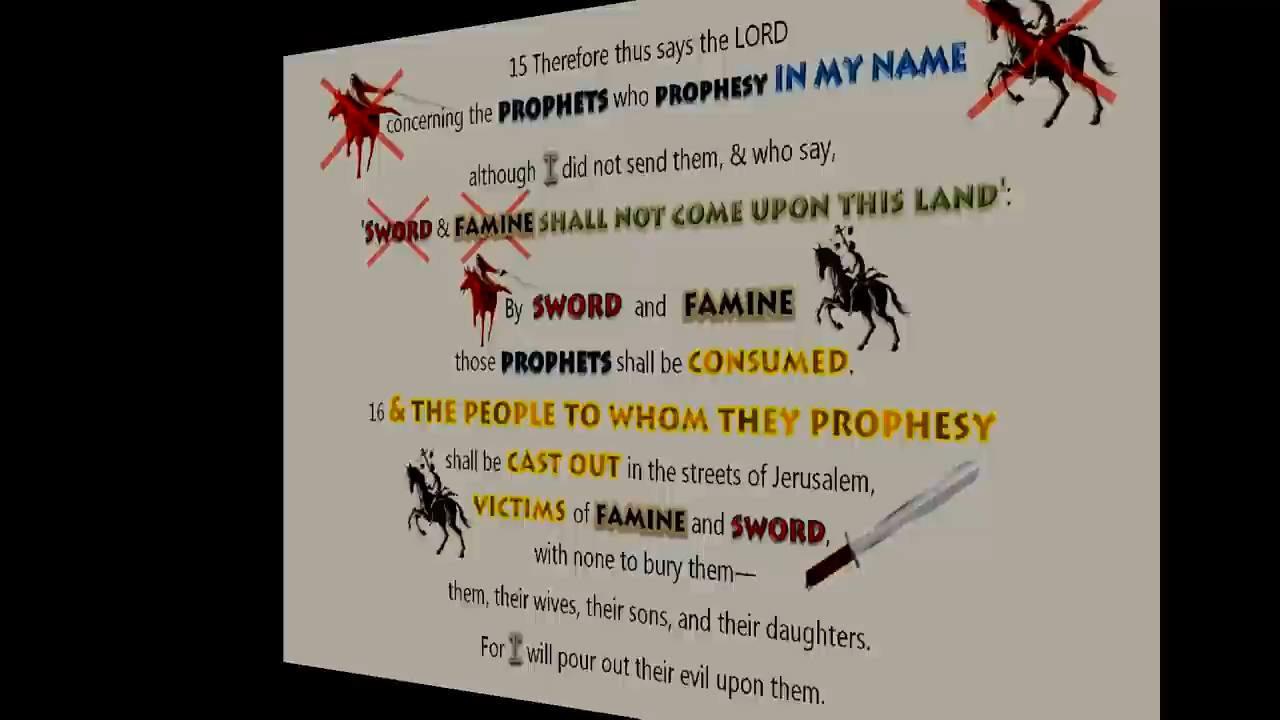 15 Therefore thus says the LORD
concerning the PROPHETS who PROPHESY IN MY NAME
although I did not send them, & who say,
'SWORD & FAMINE SHALL NOT COME UPON THIS LAND':
By SWORD and FAMINE
those PROPHETS shall be CONSUMED.
16 & THE PEOPLE TO WHOM THEY PROPHESY
shall be CAST OUT in the streets of Jerusalem,
VICTIMS of FAMINE and SWORD,
with none to bury them—
them, their wives, their sons, and their daughters.
For I will pour out their evil upon them.